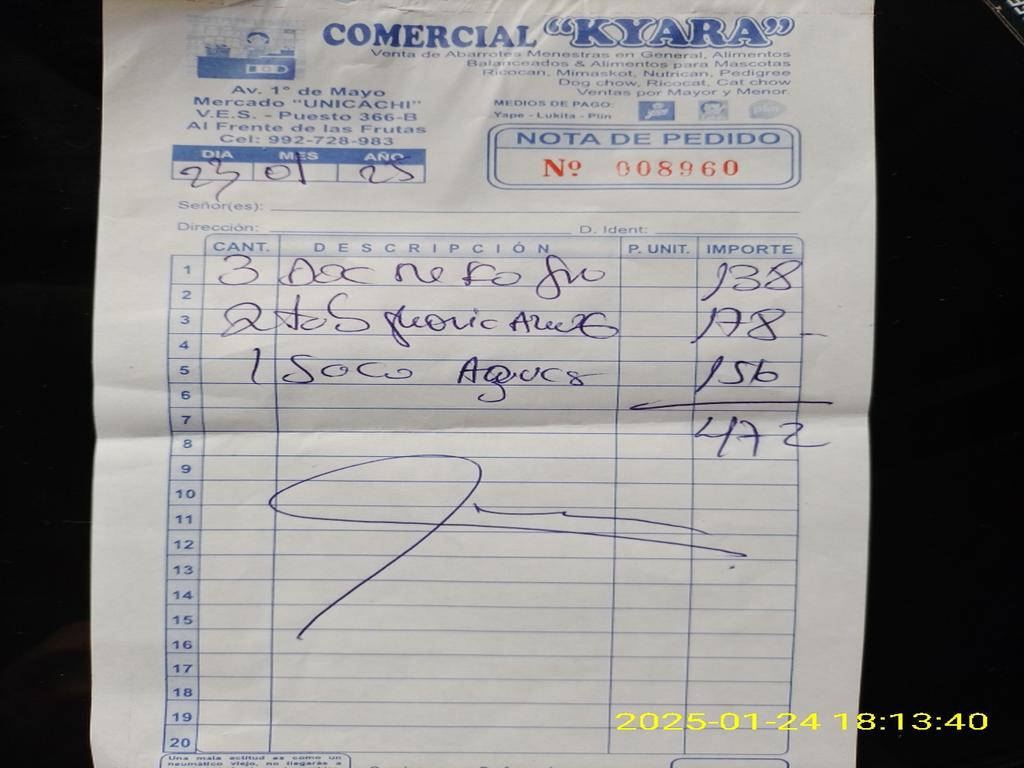 COMERCIAL "KYARA"
Venta de Abarrotes Menestras en General, Alimentos
Balanceados & Alimentos para Mascotas
Ricocan, Mimaskot, Nutrican, Pedigree
Dog chow, Ricocat, Cat chow
Ventas por Mayor y Menor.
Av. 1° de Mayo
Mercado "UNICACHI"
V.E.S. - Puesto 366-B
Al Frente de las Frutas
Cel: 992-728-983
MEDIOS DE PAGO:
Yape - Lukita - Plin
NOTA DE PEDIDO
Nº 008960
DIA MES AÑO
23 01 25
Señor(es):
Dirección: D. Ident:
CANT. DESCRIPCIÓN P. UNIT. IMPORTE
1 3 138
2
3 2 178
4
5 1 156
6
7 472
8
9
10
11
12
13
14
15
16
17
18
19
20
Una mala actitud es como un
neumático viejo, no llegarás a
2025-01-24 18:13:40